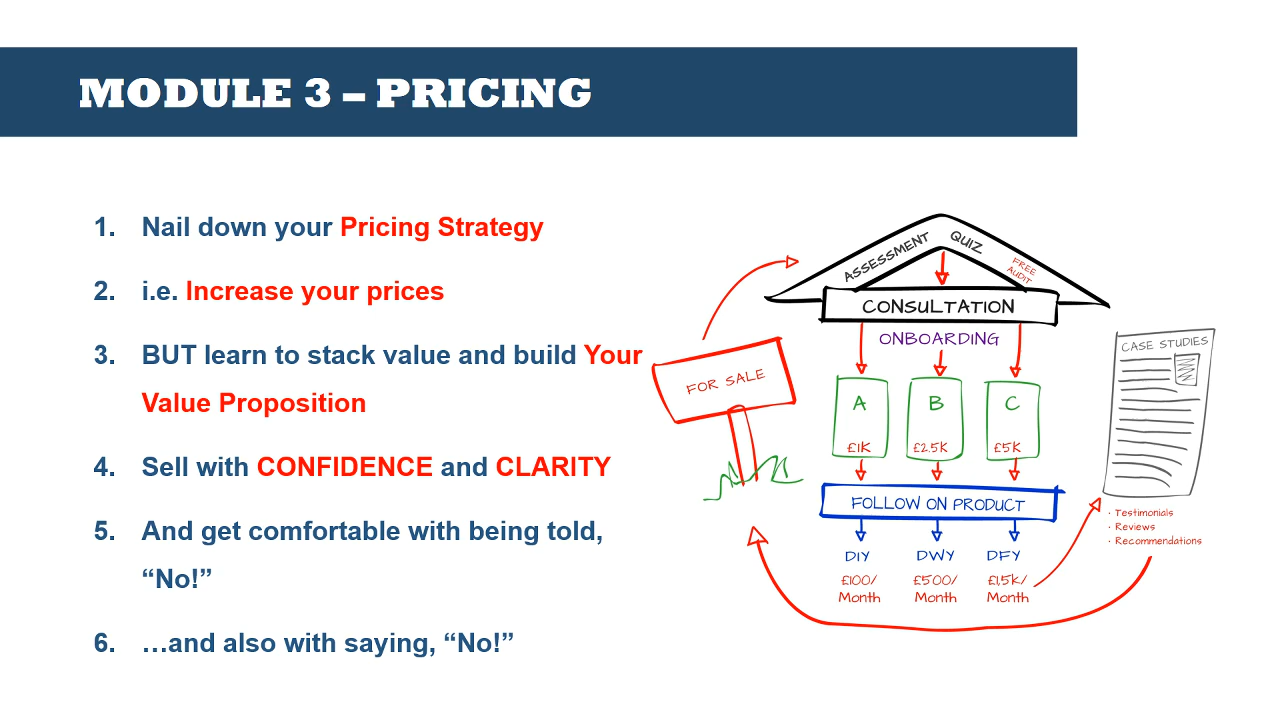 MODULE 3 – PRICING
1. Nail down your Pricing Strategy
2. i.e. Increase your prices
3. BUT learn to stack value and build Your
Value Proposition
4. Sell with CONFIDENCE and CLARITY
5. And get comfortable with being told,
“No!”
6. …and also with saying, “No!”
FOR SALE
ASSESSMENT QUIZ
FREE
AUDIT
CONSULTATION
ONBOARDING
A B C
£1K £2.5K £5K
FOLLOW ON PRODUCT
DIY DWY DFY
£100/ £500/ £1,5k/
Month Month Month
CASE STUDIES
· Testimonials
· Reviews
· Recommendations